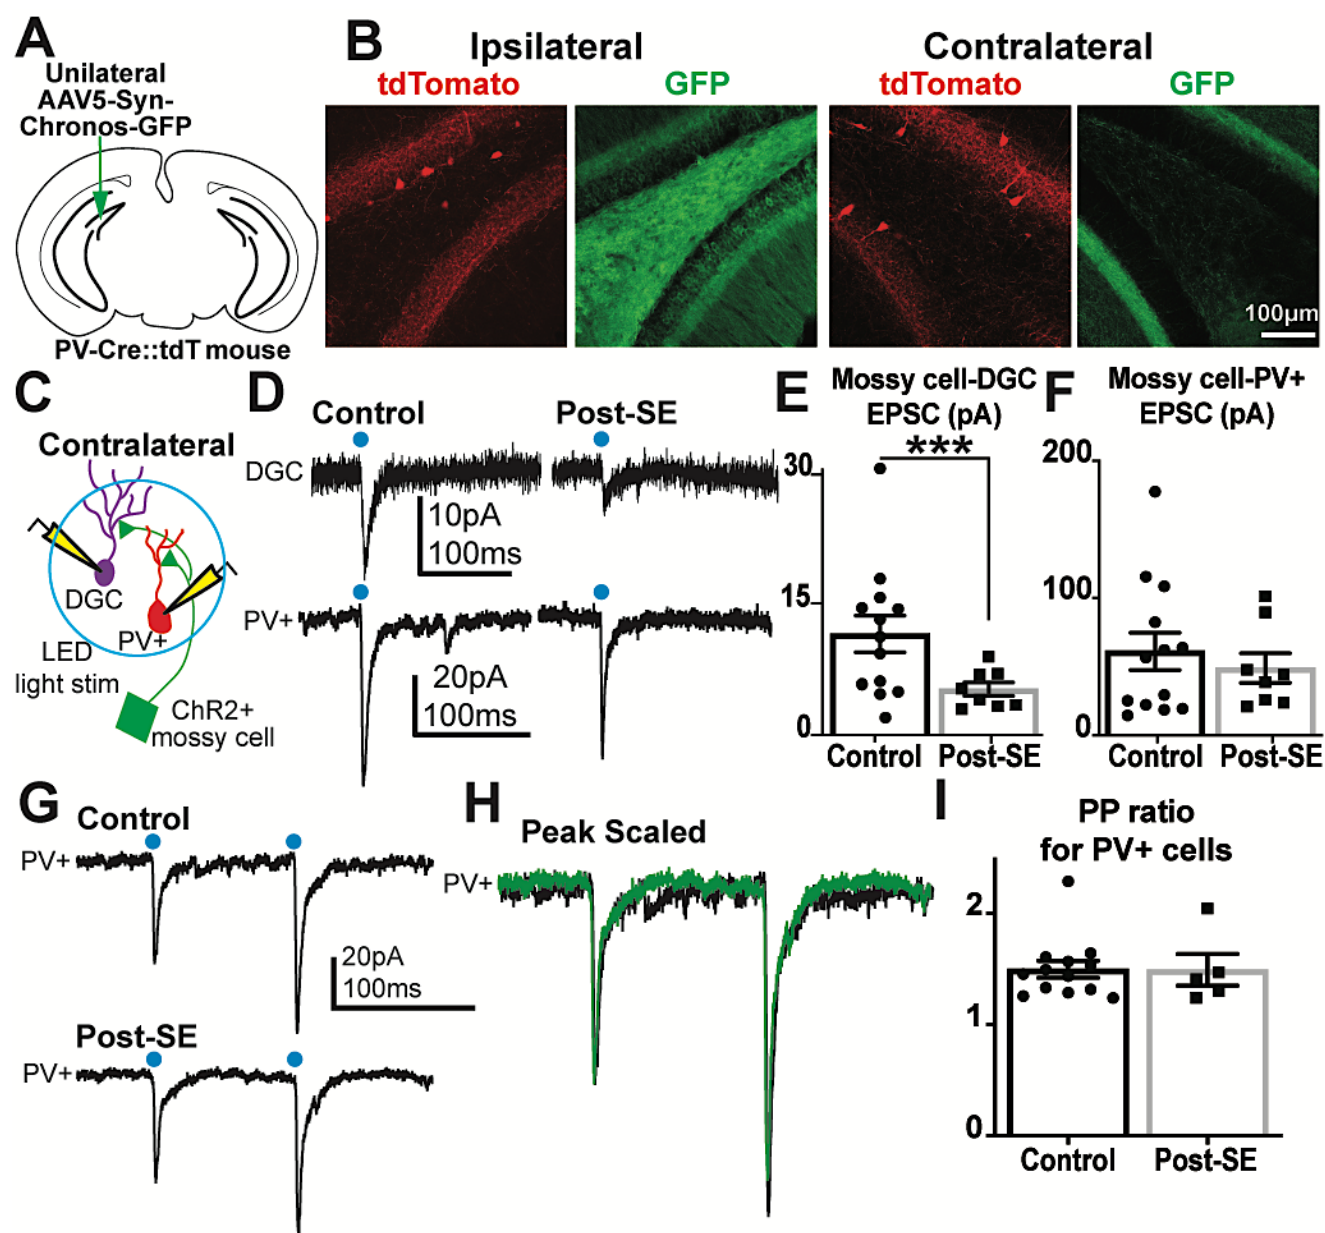 A
Unilateral
AAV5-Syn-
Chronos-GFP
PV-Cre::tdT mouse
B
Ipsilateral
Contralateral
tdTomato
GFP
tdTomato
GFP
100µm
C
Contralateral
DGC
PV+
LED
light stim
ChR2+
mossy cell
D
Control
Post-SE
DGC
10pA
100ms
PV+
20pA
100ms
E
Mossy cell-DGC
EPSC (pA)
***
30
15
0
Control
Post-SE
F
Mossy cell-PV+
EPSC (pA)
200
100
0
Control
Post-SE
G
Control
PV+
20pA
100ms
Post-SE
PV+
H
Peak Scaled
PV+
I
PP ratio
for PV+ cells
2
1
0
Control
Post-SE